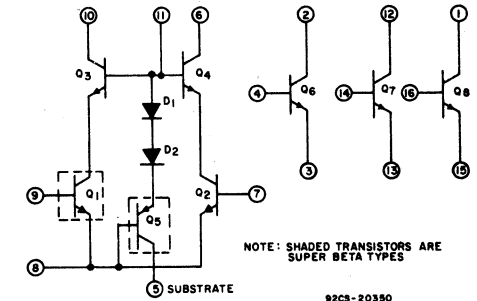 10 11 6 2 12 1
Q3 Q4
D1
4 Q6 14 Q7 16 Q8
D2
3 13 15
9 Q1 Q5 Q2 7
8
5 SUBSTRATE
NOTE: SHADED TRANSISTORS ARE
SUPER BETA TYPES
92CS-20350